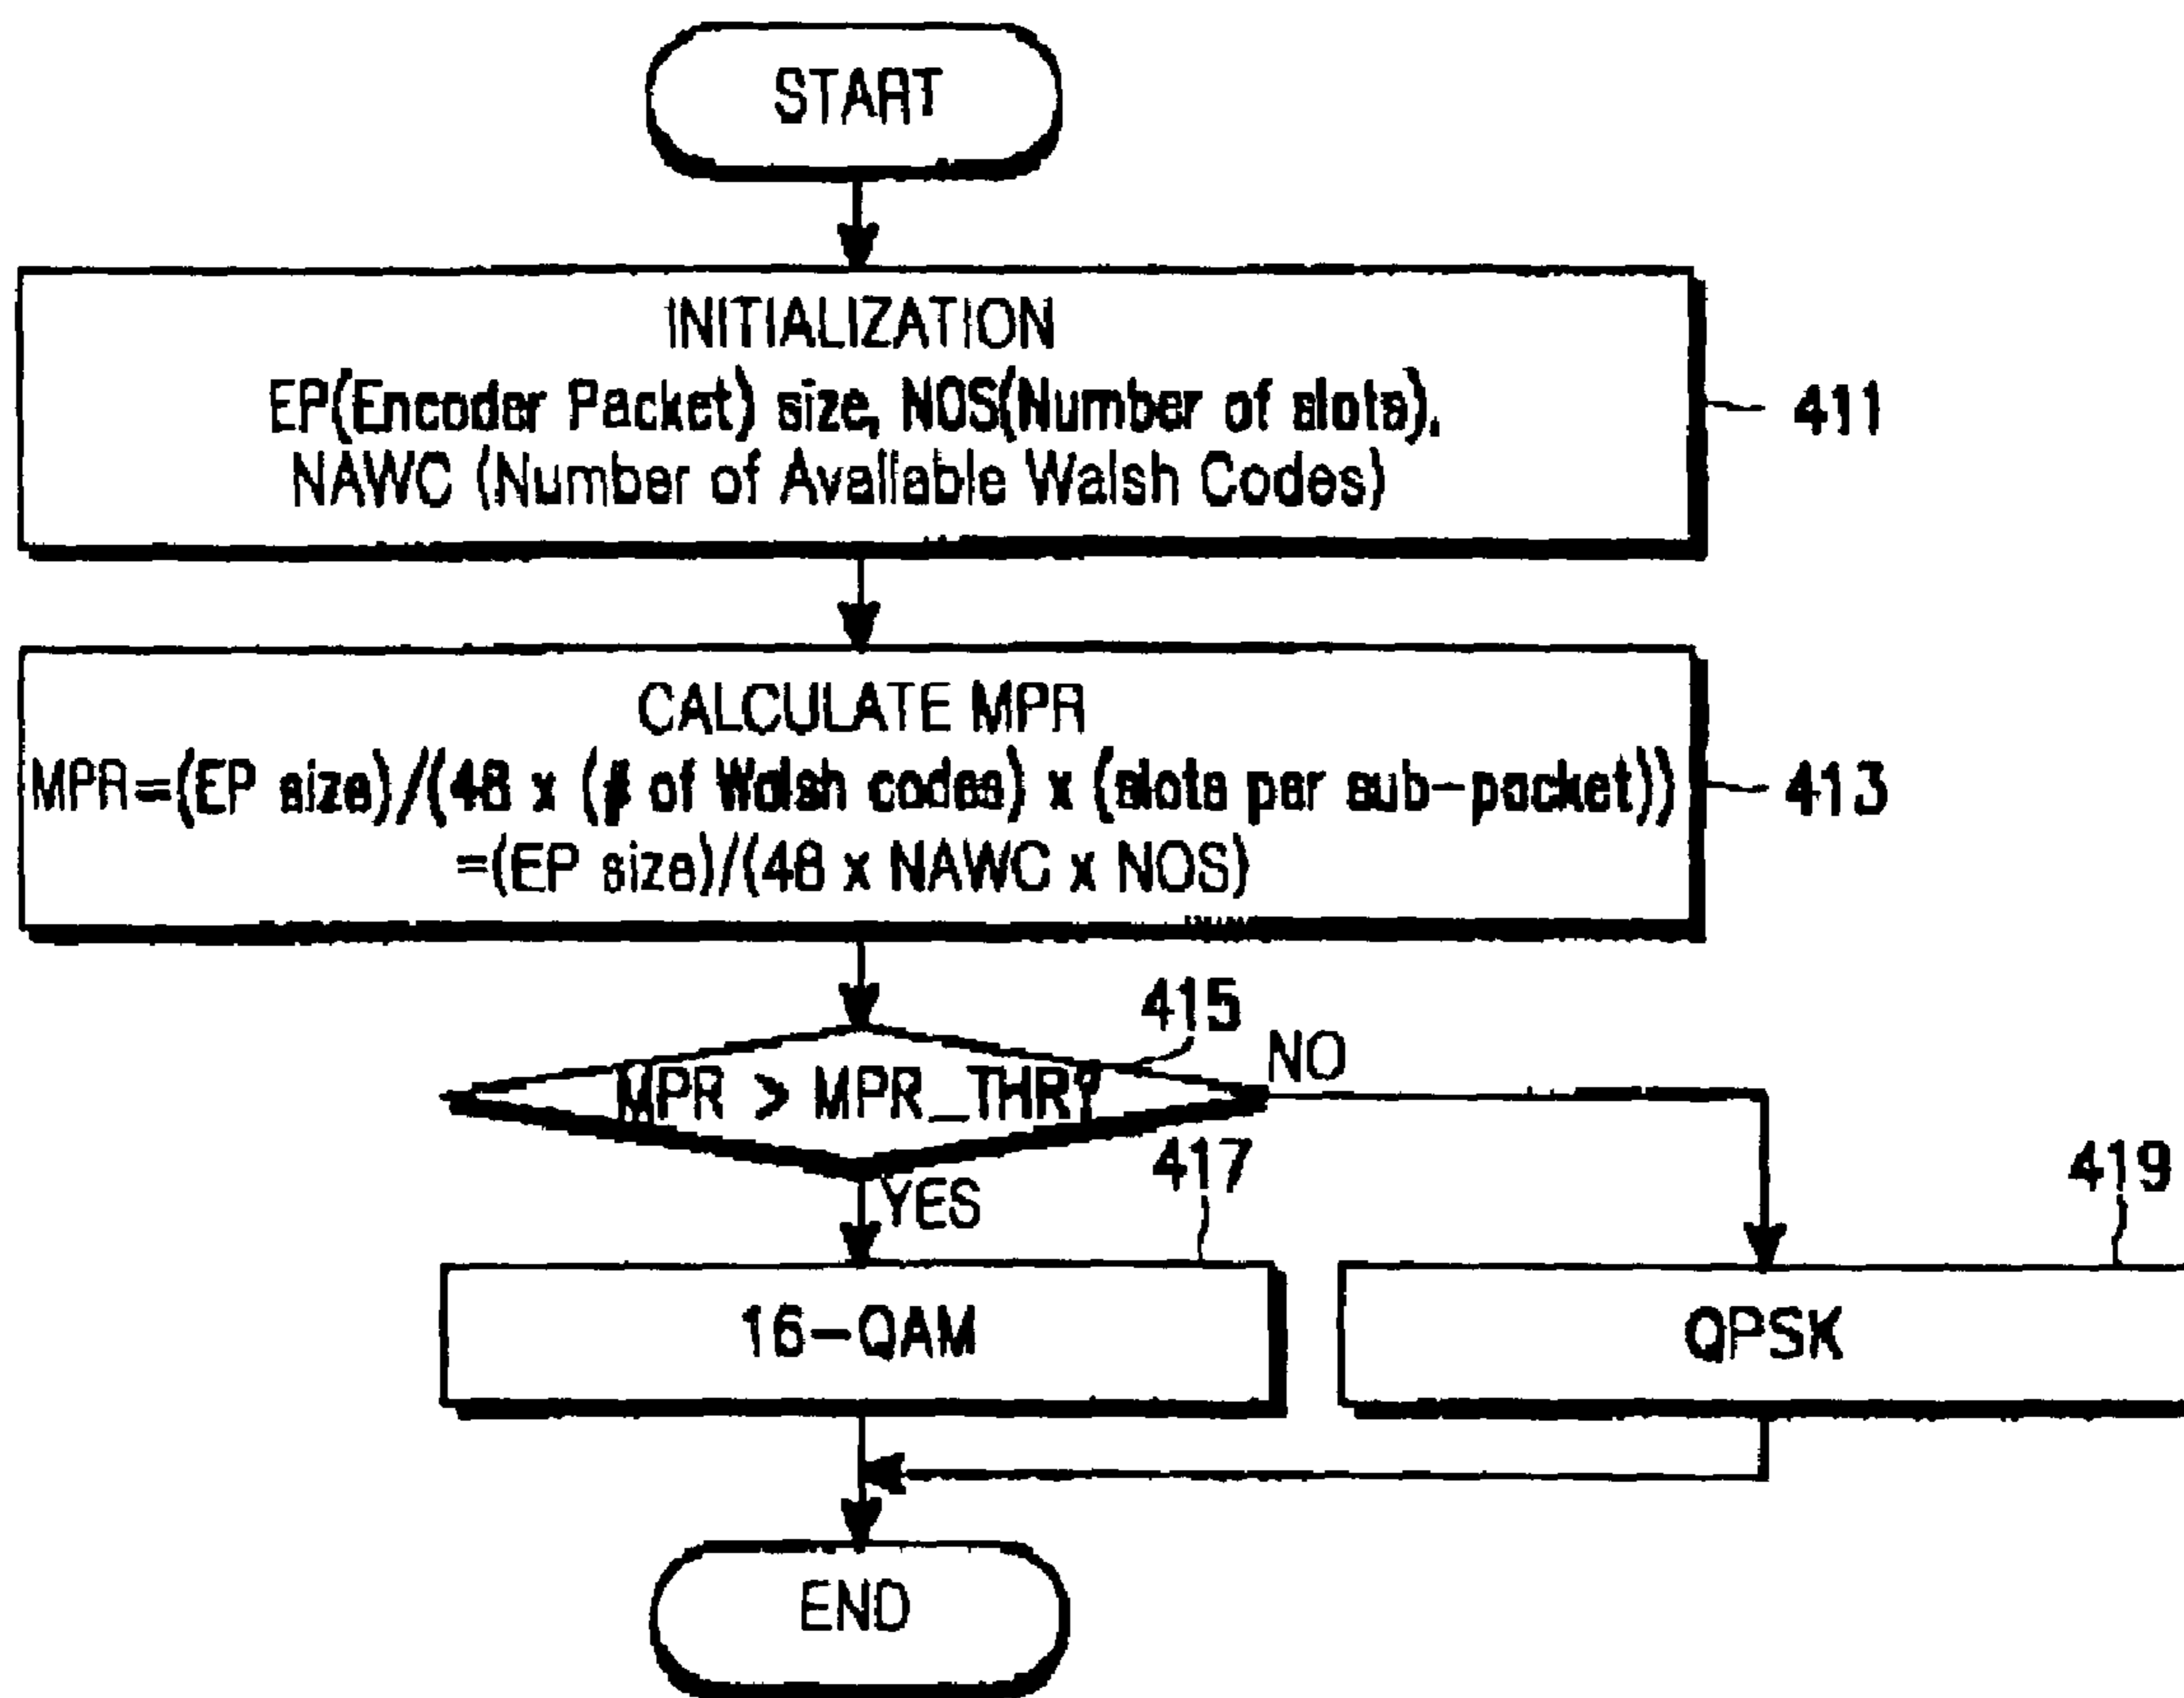 START
INITIALIZATION
EP(Encoder Packet) size, NOS(Number of slots),
NAWC (Number of Available Walsh Codes)
411
CALCULATE MPR
MPR=(EP size)/(48 x (# of Walsh codes) x (slots per sub-packet))
=(EP size)/(48 x NAWC x NOS)
413
415
MPR > MPR_THR?
NO
YES
417
419
16-QAM
QPSK
END